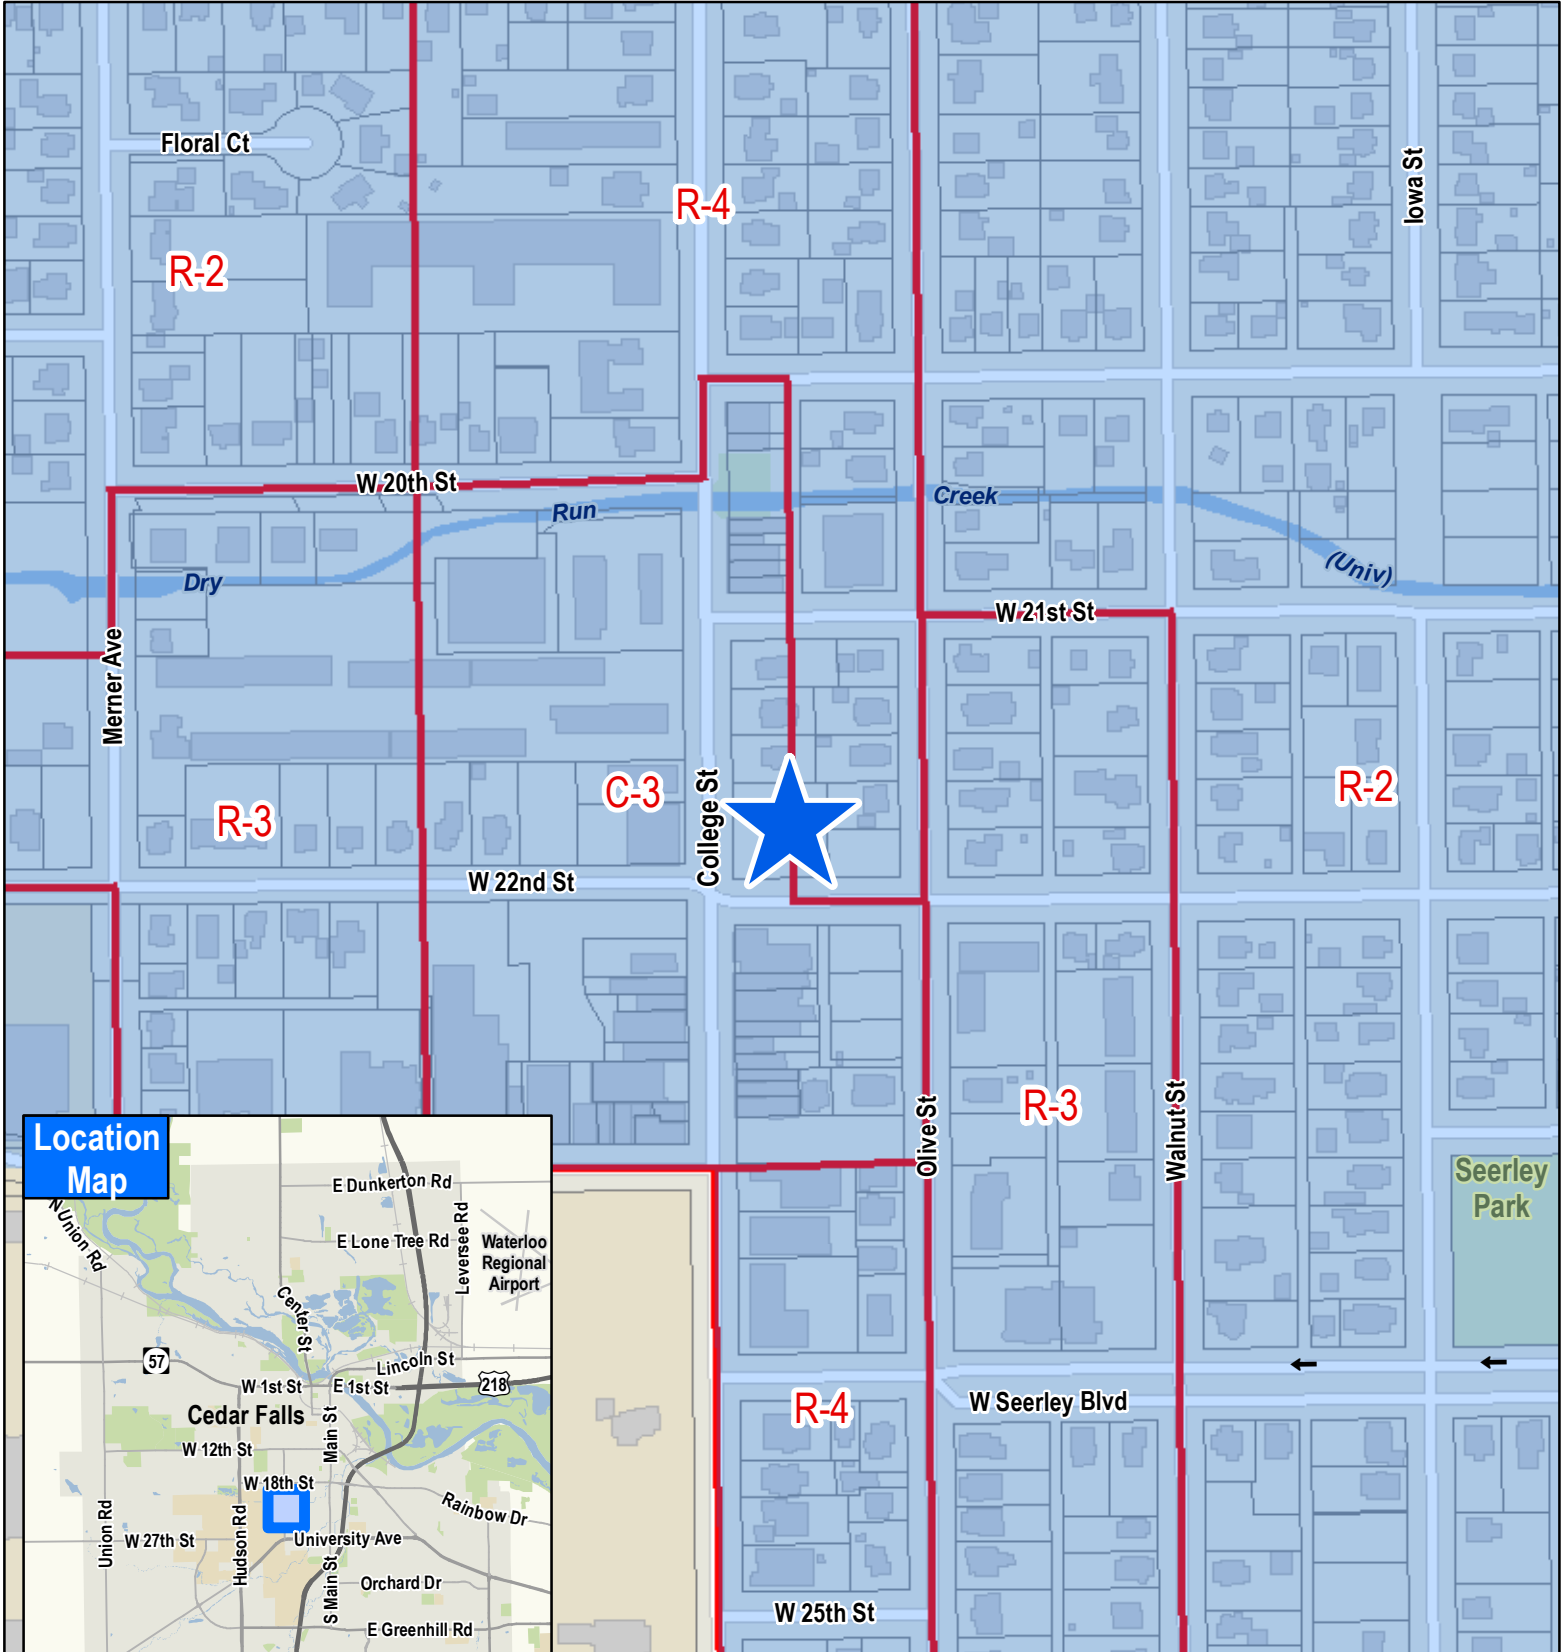 Floral Ct
Iowa St
R-4
R-2
W 20th St
Run
Creek
(Univ)
Dry
W 21st St
Merner Ave
R-3
C-3
College St
R-2
W 22nd St
R-3
Olive St
Walnut St
Seerley
Park
R-4
W Seerley Blvd
W 25th St
Location
Map
N Union Rd
E Dunkerton Rd
E Lone Tree Rd
Leversee Rd
Waterloo
Regional
Airport
Center St
57
Lincoln St
W 1st St
E 1st St
218
Cedar Falls
Main St
W 12th St
W 18th St
Rainbow Dr
Union Rd
W 27th St
Hudson Rd
University Ave
S Main St
Orchard Dr
E Greenhill Rd